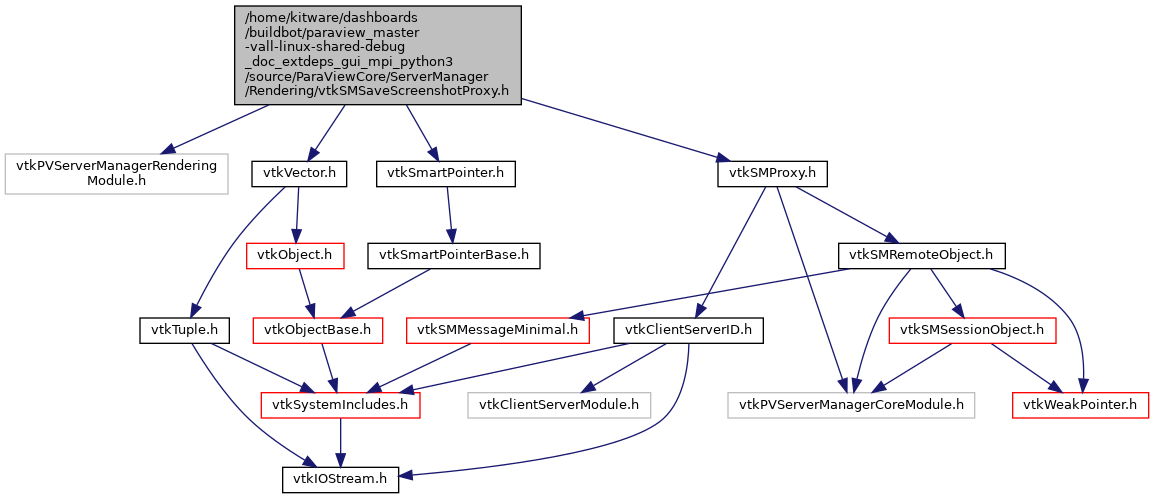 /home/kitware/dashboards
/buildbot/paraview_master
-vall-linux-shared-debug
_doc_extdeps_gui_mpi_python3
/source/ParaViewCore/ServerManager
/Rendering/vtkSMSaveScreenshotProxy.h
vtkPVServerManagerRendering
Module.h
vtkVector.h
vtkSmartPointer.h
vtkSMProxy.h
vtkObject.h
vtkSmartPointerBase.h
vtkSMRemoteObject.h
vtkTuple.h
vtkObjectBase.h
vtkSMMessageMinimal.h
vtkClientServerID.h
vtkSMSessionObject.h
vtkSystemIncludes.h
vtkClientServerModule.h
vtkPVServerManagerCoreModule.h
vtkWeakPointer.h
vtkIOStream.h